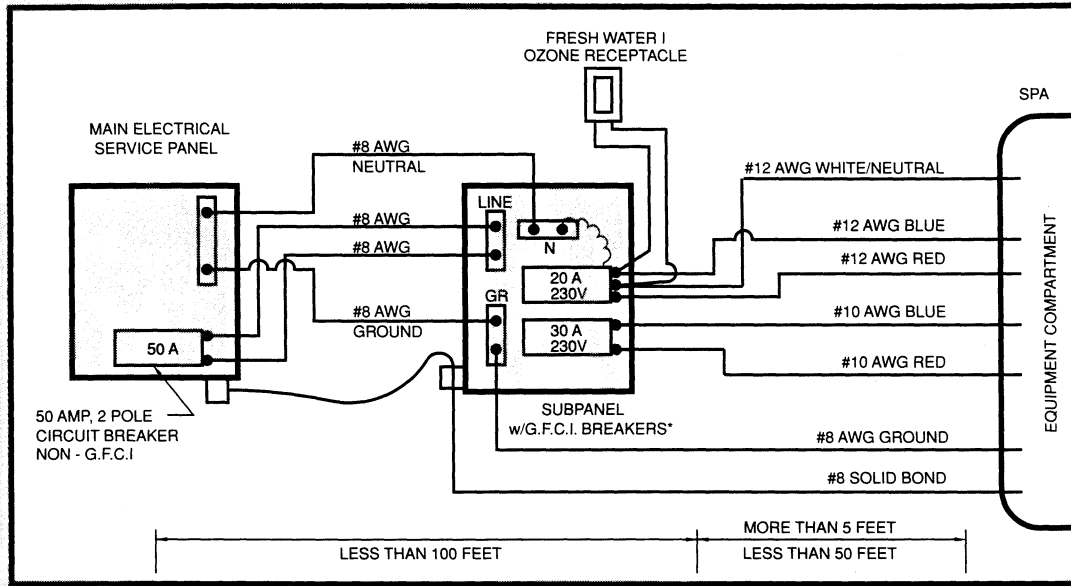 FRESH WATER I
OZONE RECEPTACLE
SPA
MAIN ELECTRICAL
SERVICE PANEL
#8 AWG
NEUTRAL
#12 AWG WHITE/NEUTRAL
LINE
#8 AWG
#8 AWG
N
#12 AWG BLUE
#12 AWG RED
20 A
230V
GR
#8 AWG
GROUND
30 A
230V
#10 AWG BLUE
#10 AWG RED
EQUIPMENT COMPARTMENT
50 A
50 AMP, 2 POLE
CIRCUIT BREAKER
NON - G.F.C.I
SUBPANEL
w/G.F.C.I. BREAKERS*
#8 AWG GROUND
#8 SOLID BOND
LESS THAN 100 FEET
MORE THAN 5 FEET
LESS THAN 50 FEET